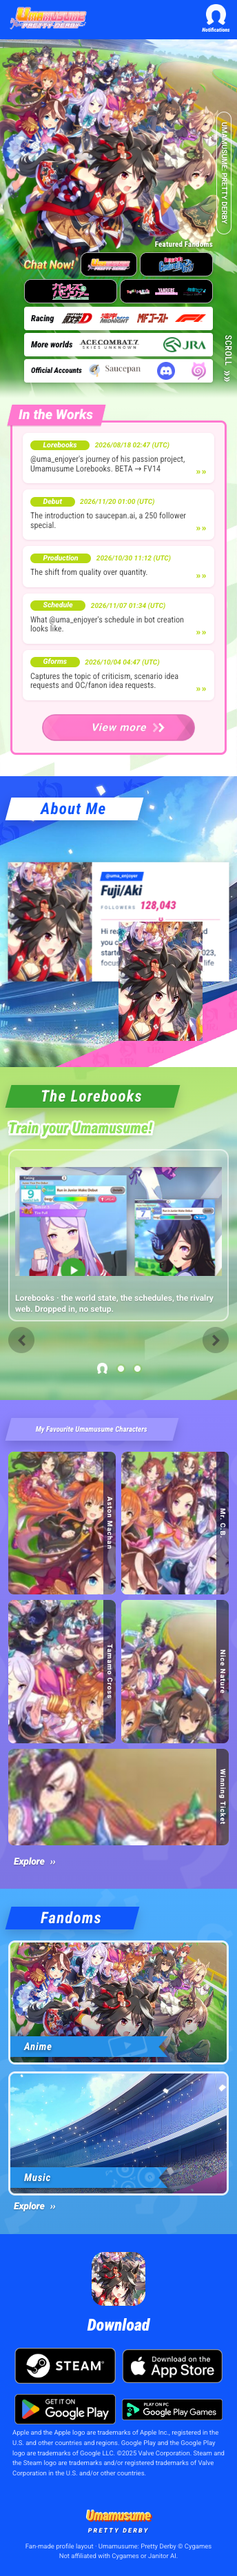 Umamusume
PRETTY DERBY
Notifications
UMAMUSUME: PRETTY DERBY
Featured Fandoms
Chat Now!
Racing
MFゴースト
F1
More worlds
ACE COMBAT 7
SKIES UNKNOWN
JRA
Official Accounts
Saucepan
SCROLL
In the Works
Lorebooks
2026/08/18 02:47 (UTC)
@uma_enjoyer's journey of his passion project,
Umamusume Lorebooks. BETA → FV14
Debut
2026/11/20 01:00 (UTC)
The introduction to saucepan.ai, a 250 follower
special.
Production
2026/10/30 11:12 (UTC)
The shift from quality over quantity.
Schedule
2026/11/07 01:34 (UTC)
What @uma_enjoyer's schedule in bot creation
looks like.
Gforms
2026/10/04 04:47 (UTC)
Captures the topic of criticism, scenario idea
requests and OC/fanon idea requests.
View more
About Me
@uma_enjoyer
Fuji/Aki
FOLLOWERS 128,043
The Lorebooks
Train your Umamusume!
Lorebooks - the world state, the schedules, the rivalry
web. Dropped in, no setup.
My Favourite Umamusume Characters
Aston Machan
Mr. C.B.
Tamamo Cross
Nice Nature
Winning Ticket
Explore
Fandoms
Anime
Music
Explore
Download
STEAM
Download on the
App Store
GET IT ON
Google Play
PLAY ON PC
Google Play Games
Apple and the Apple logo are trademarks of Apple Inc., registered in the
U.S. and other countries and regions. Google Play and the Google Play
logo are trademarks of Google LLC. ©2025 Valve Corporation. Steam and
the Steam logo are trademarks and/or registered trademarks of Valve
Corporation in the U.S. and/or other countries.
Umamusume
PRETTY DERBY
Fan-made profile layout · Umamusume: Pretty Derby © Cygames
Not affiliated with Cygames or Janitor AI.